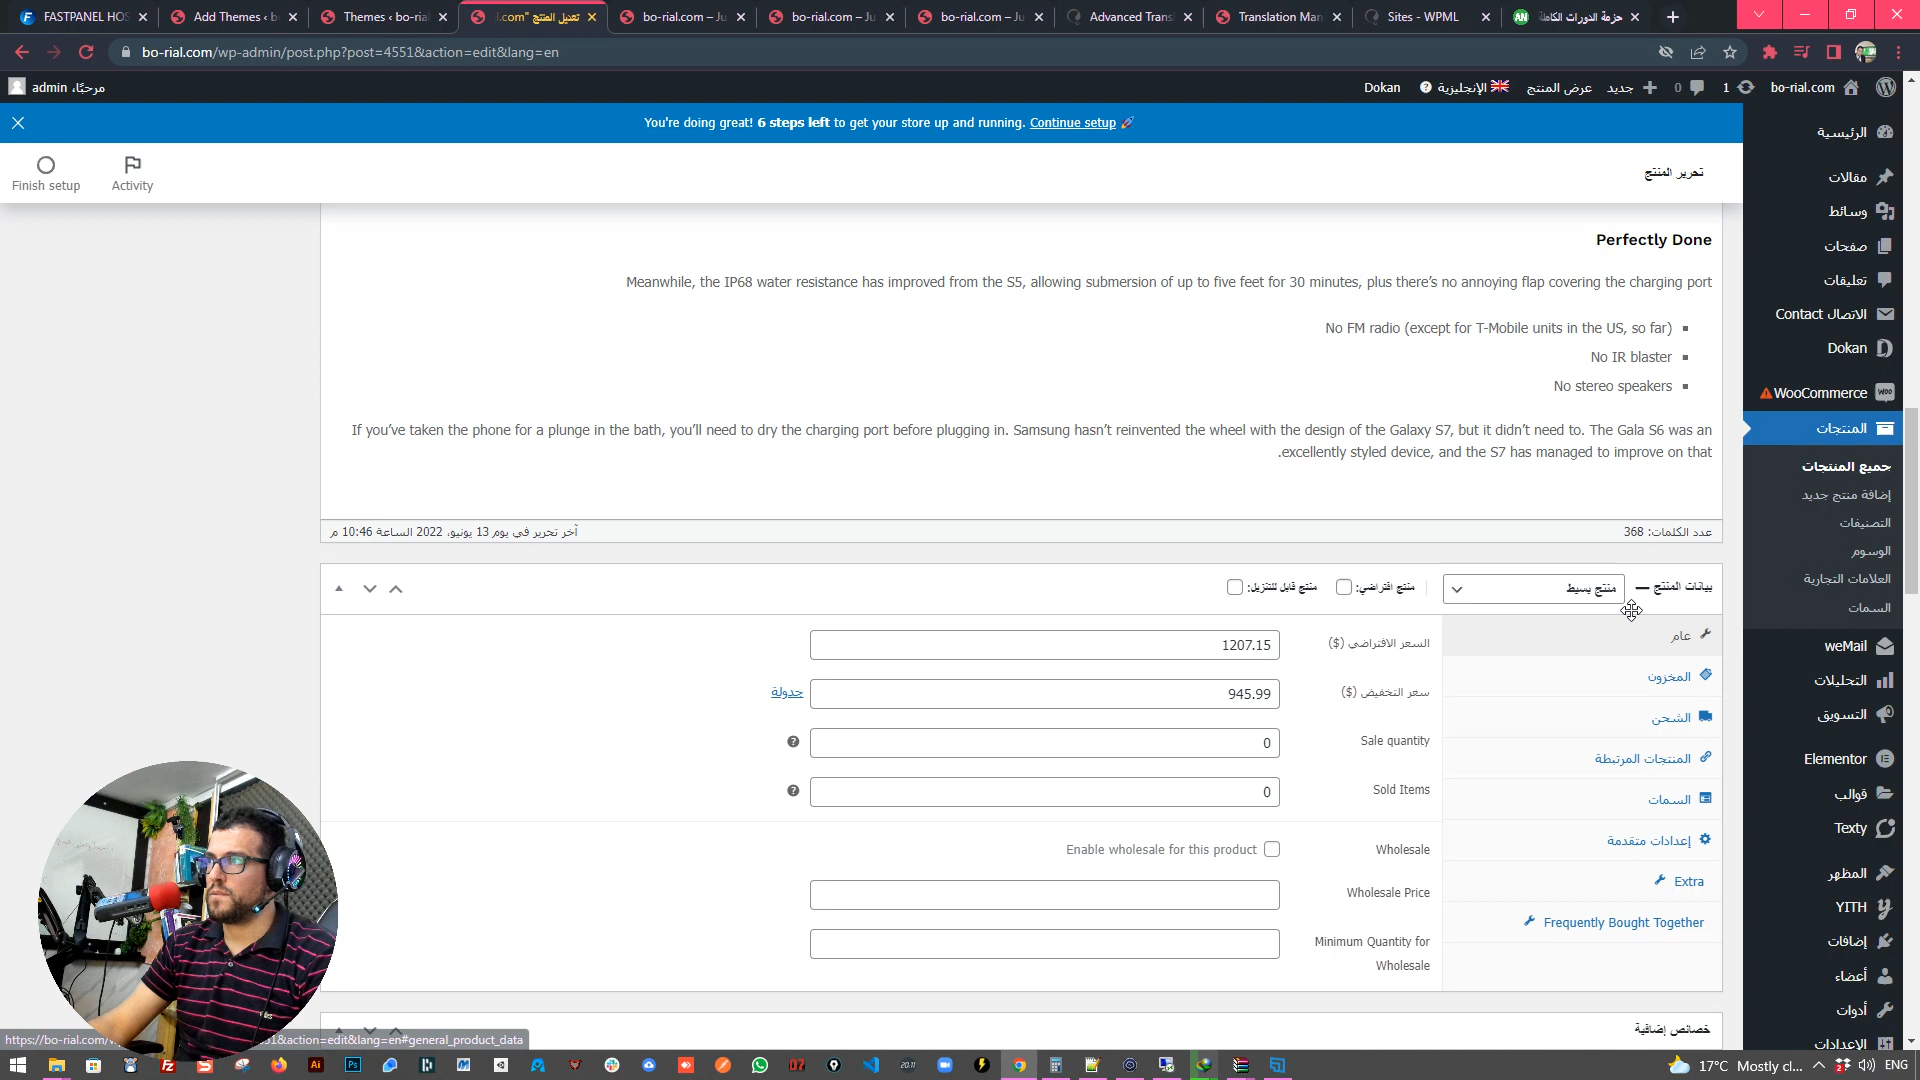 FASTPANEL HOS
Add Themes ‹ b
Themes ‹ bo-rial
تعديل المنتج "l.com
bo-rial.com – Ju
bo-rial.com – Ju
bo-rial.com – Ju
Advanced Trans
Translation Man
Sites - WPML
حزمة الدورات الكاملة
bo-rial.com/wp-admin/post.php?post=4551&action=edit&lang=en
مرحبًا، admin
Dokan
الإنجليزية
عرض المنتج
جديد
0
1
bo-rial.com
You're doing great! 6 steps left to get your store up and running. Continue setup 🚀
Finish setup
Activity
تحرير المنتج
Perfectly Done
Meanwhile, the IP68 water resistance has improved from the S5, allowing submersion of up to five feet for 30 minutes, plus there's no annoying flap covering the charging port
No FM radio (except for T-Mobile units in the US, so far)
No IR blaster
No stereo speakers
If you've taken the phone for a plunge in the bath, you'll need to dry the charging port before plugging in. Samsung hasn't reinvented the wheel with the design of the Galaxy S7, but it didn't need to. The Gala S6 was an
.excellently styled device, and the S7 has managed to improve on that
عدد الكلمات: 368
آخر تحرير في يوم 13 يونيو، 2022 الساعة 10:46 م
بيانات المنتج —
منتج بسيط
منتج افتراضي:
منتج قابل للتنزيل:
عام
المخزون
الشحن
المنتجات المرتبطة
السمات
إعدادات متقدمة
Extra
Frequently Bought Together
السعر الافتراضي ($)
1207.15
سعر التخفيض ($)
945.99
جدولة
Sale quantity
0
Sold Items
0
Wholesale
Enable wholesale for this product
Wholesale Price
Minimum Quantity for
Wholesale
خصائص إضافية
الرئيسية
مقالات
وسائط
صفحات
تعليقات
الاتصال Contact
Dokan
WooCommerce
المنتجات
جميع المنتجات
إضافة منتج جديد
التصنيفات
الوسوم
العلامات التجارية
السمات
weMail
التحليلات
التسويق
Elementor
قوالب
Texty
المظهر
YITH
إضافات
أعضاء
أدوات
الإعدادات
https://bo-rial.com/
51&action=edit&lang=en#general_product_data
17°C Mostly cl...
ENG